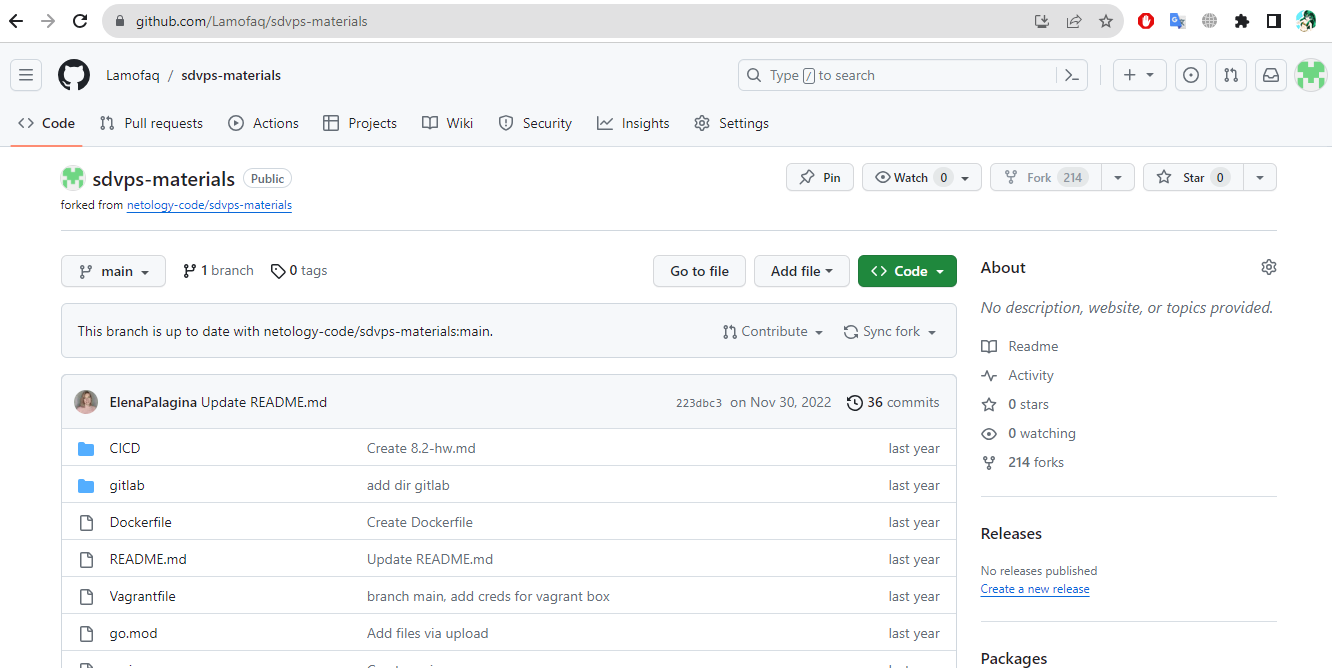 github.com/Lamofaq/sdvps-materials
Lamofaq / sdvps-materials
Type / to search
Code Pull requests Actions Projects Wiki Security Insights Settings
sdvps-materials Public
Pin Watch 0 Fork 214 Star 0
forked from netology-code/sdvps-materials
main 1 branch 0 tags Go to file Add file Code
About
This branch is up to date with netology-code/sdvps-materials:main. Contribute Sync fork
No description, website, or topics provided.
Readme
Activity
0 stars
0 watching
214 forks
ElenaPalagina Update README.md 223dbc3 on Nov 30, 2022 36 commits
CICD Create 8.2-hw.md last year
gitlab add dir gitlab last year
Dockerfile Create Dockerfile last year
README.md Update README.md last year
Vagrantfile branch main, add creds for vagrant box last year
go.mod Add files via upload last year
Releases
No releases published
Create a new release
Packages